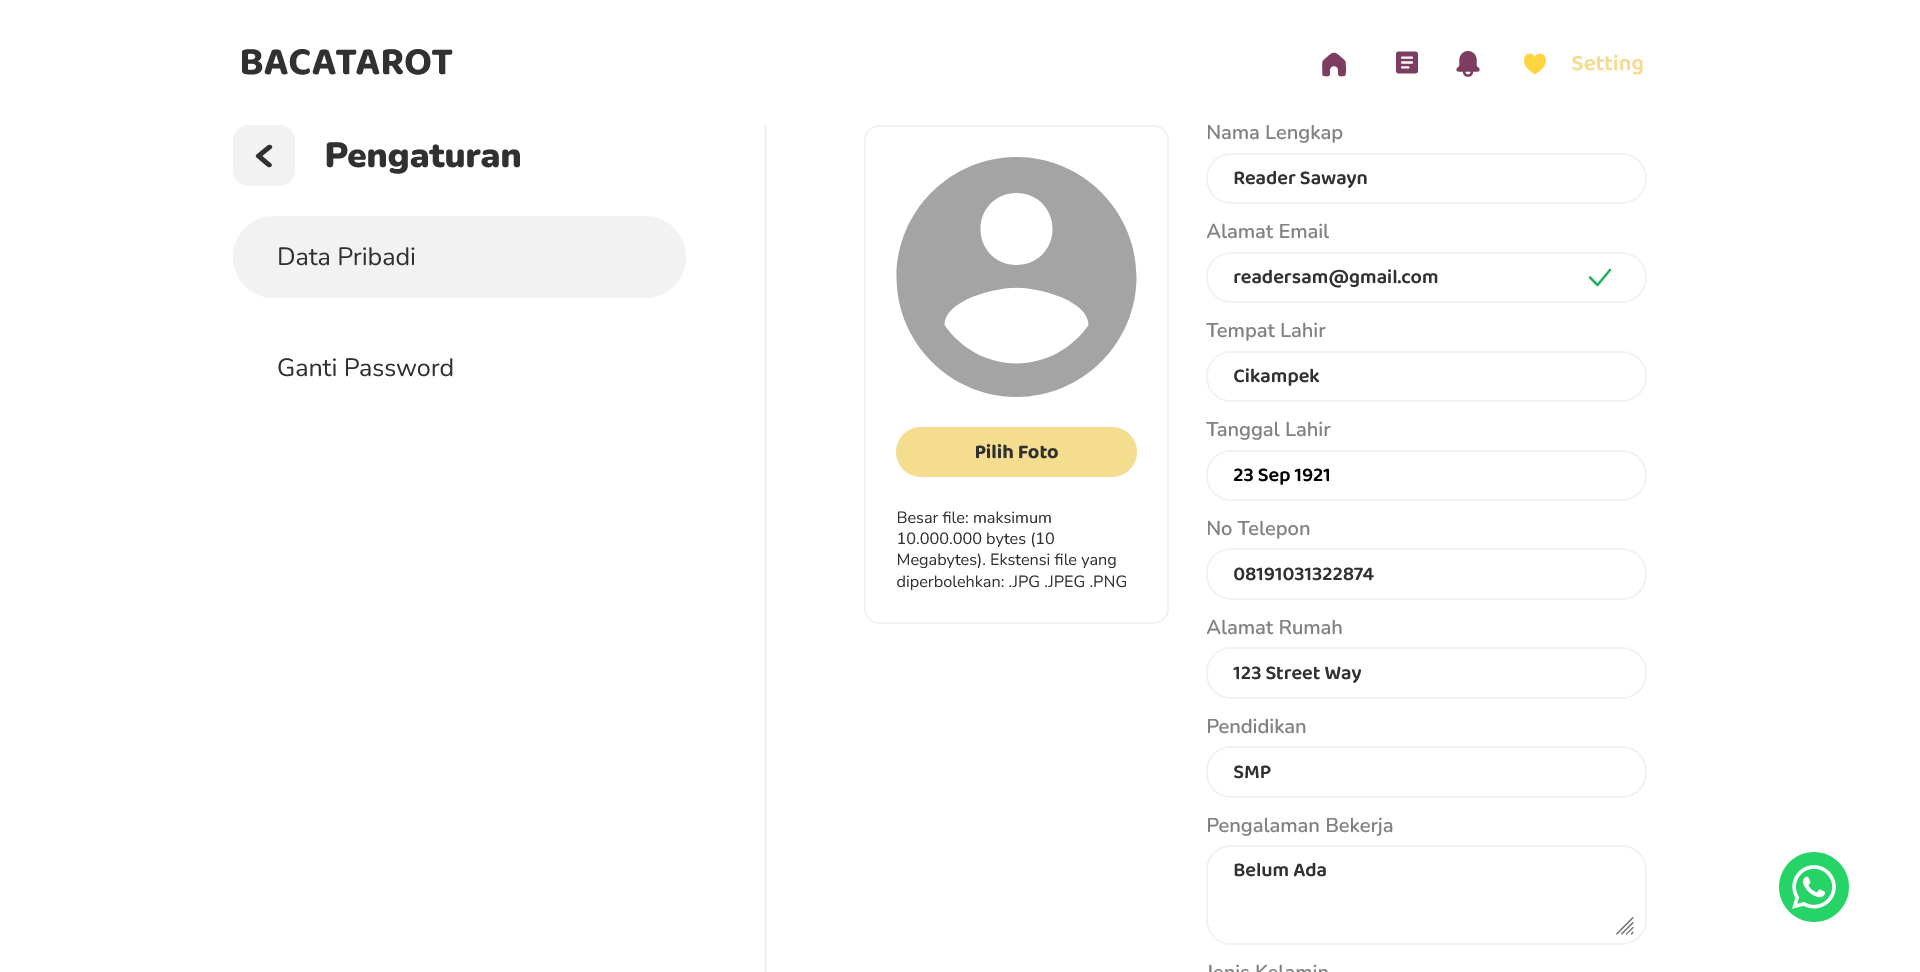 BACATAROT
Setting
Pengaturan
Data Pribadi
Ganti Password
Pilih Foto
Besar file: maksimum
10.000.000 bytes (10
Megabytes). Ekstensi file yang
diperbolehkan: .JPG .JPEG .PNG
Nama Lengkap
Reader Sawayn
Alamat Email
readersam@gmail.com
Tempat Lahir
Cikampek
Tanggal Lahir
23 Sep 1921
No Telepon
08191031322874
Alamat Rumah
123 Street Way
Pendidikan
SMP
Pengalaman Bekerja
Belum Ada
Jenis Kelamin